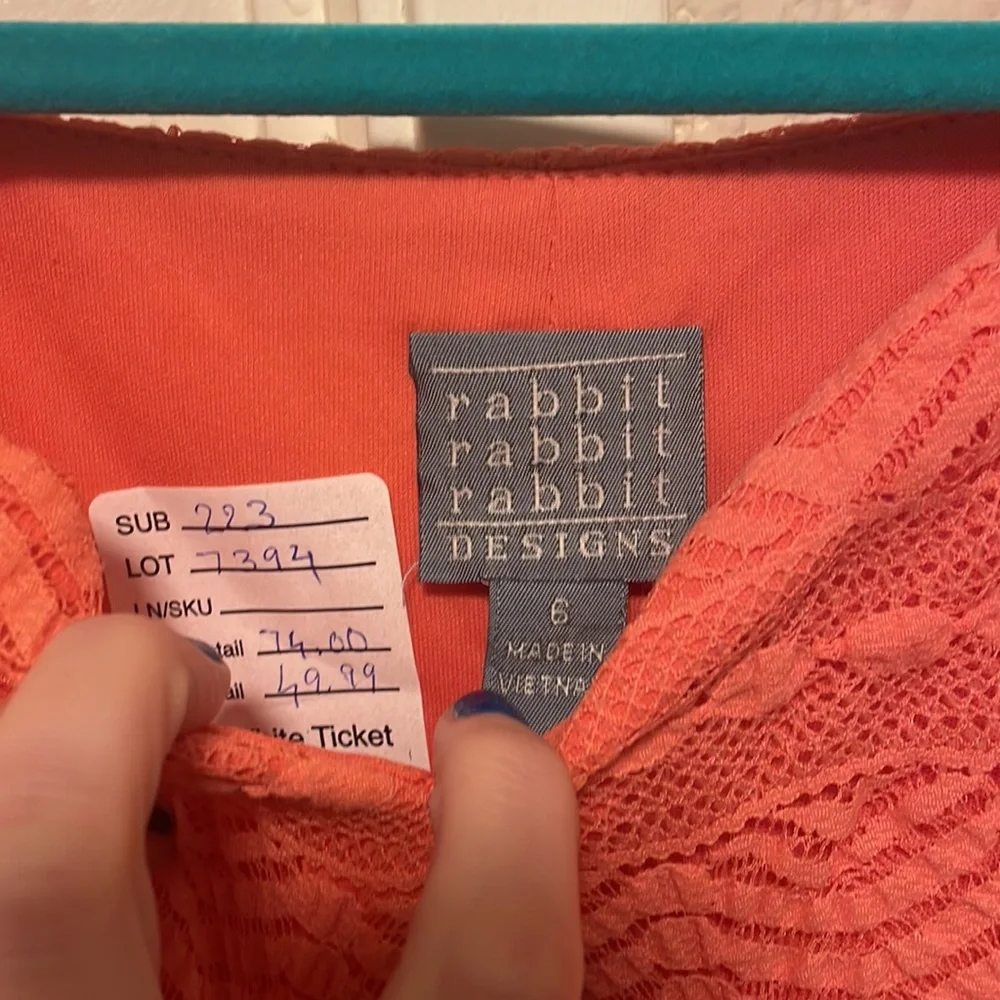 rabbit
rabbit
rabbit
DESIGNS
6
MADE IN
VIETNA
SUB 223
LOT 7394
LN/SKU
tail 74.00
ail 49.99
ite Ticket